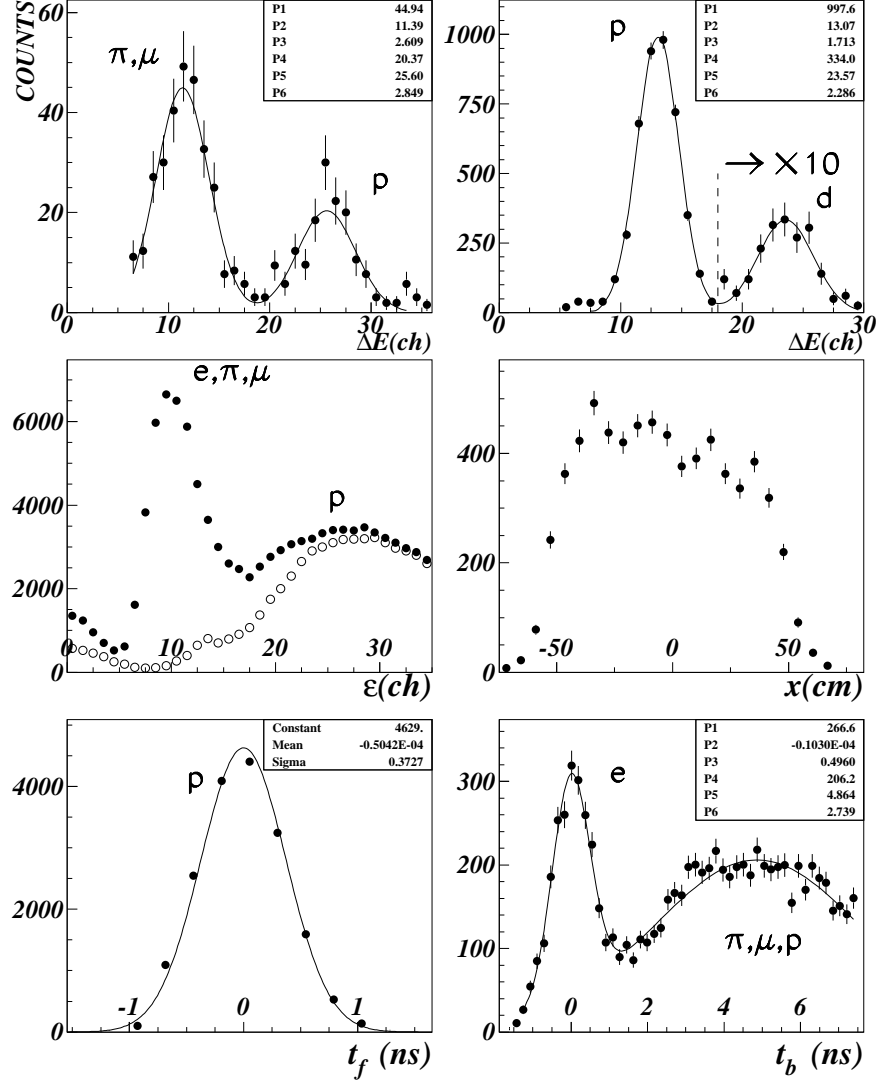 COUNTS
60
40
20
0
π,μ
p
P1 44.94
P2 11.39
P3 2.609
P4 20.37
P5 25.60
P6 2.849
0 10 20 30
ΔE(ch)
1000
750
500
250
0
p
→ × 10
d
P1 997.6
P2 13.07
P3 1.713
P4 334.0
P5 23.57
P6 2.286
0 10 20 30
ΔE(ch)
6000
4000
2000
0
e,π,μ
p
0 10 20 30
ε(ch)
400
200
0
-50 0 50
x(cm)
4000
2000
0
p
Constant 4629.
Mean -0.5042E-04
Sigma 0.3727
-1 0 1
t_f (ns)
300
200
100
0
e
P1 266.6
P2 -0.1030E-04
P3 0.4960
P4 206.2
P5 4.864
P6 2.739
π,μ,p
0 2 4 6
t_b (ns)